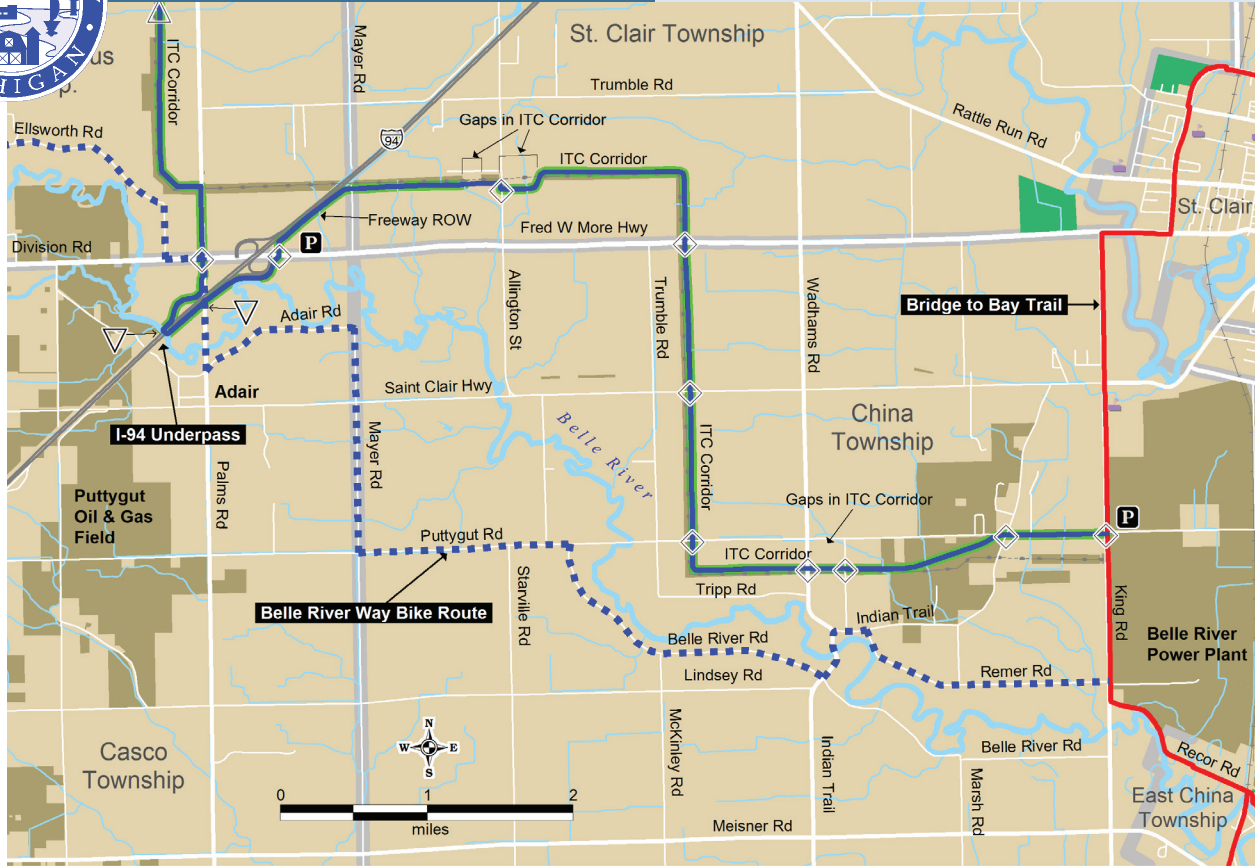 HIGAN •
us
p.
St. Clair Township
ITC Corridor
Mayer Rd
Trumble Rd
94
Gaps in ITC Corridor
Rattle Run Rd
Ellsworth Rd
ITC Corridor
Freeway ROW
St. Clair
Division Rd
P
Fred W More Hwy
Allington St
Trumble Rd
Wadhams Rd
Bridge to Bay Trail
Adair Rd
Adair
Saint Clair Hwy
China
Township
Belle River
I-94 Underpass
Palms Rd
Mayer Rd
ITC Corridor
Puttygut
Oil & Gas
Field
Gaps in ITC Corridor
P
Puttygut Rd
ITC Corridor
Starville Rd
Tripp Rd
Belle River Way Bike Route
Indian Trail
King Rd
Belle River
Power Plant
Belle River Rd
Lindsey Rd
Remer Rd
McKinley Rd
Indian Trail
Marsh Rd
Belle River Rd
Recor Rd
Casco
Township
N
W E
S
0 1 2
miles
East China
Township
Meisner Rd